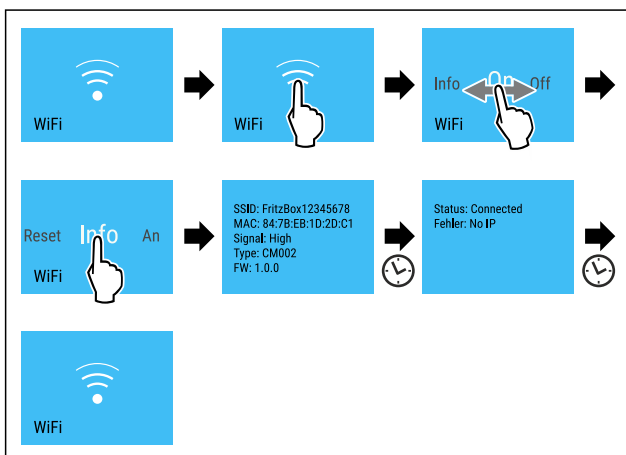 WiFi
WiFi
Info On Off
WiFi
Reset Info An
WiFi
SSID: FritzBox12345678
MAC: 84:7B:EB:1D:2D:C1
Signal: High
Type: CM002
FW: 1.0.0
Status: Connected
Fehler: No IP
WiFi